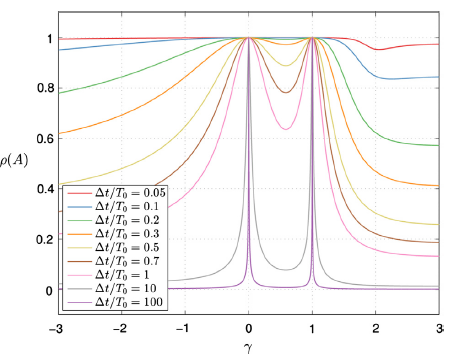 1
0.8
ρ(A)
0.6
0.4
0.2
0
Δt/T₀ = 0.05
Δt/T₀ = 0.1
Δt/T₀ = 0.2
Δt/T₀ = 0.3
Δt/T₀ = 0.5
Δt/T₀ = 0.7
Δt/T₀ = 1
Δt/T₀ = 10
Δt/T₀ = 100
−3 −2 −1 0 1 2 3
γ